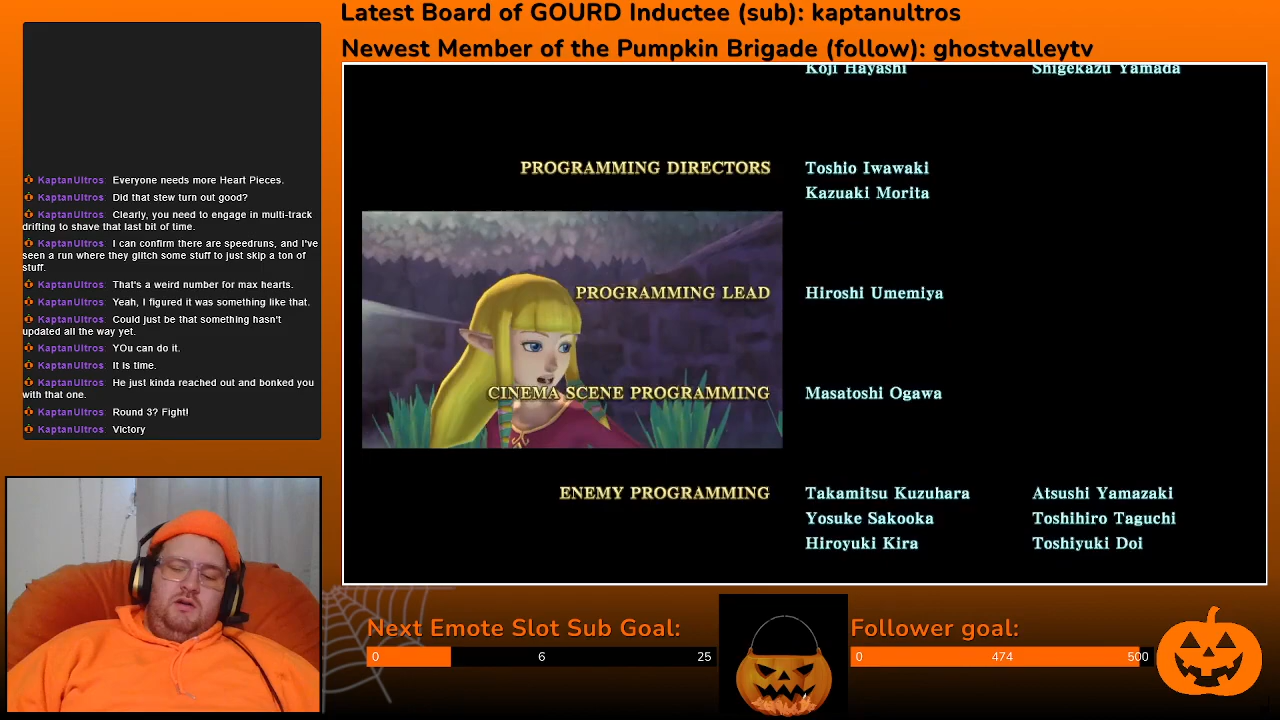 Latest Board of GOURD Inductee (sub): kaptanultros
Newest Member of the Pumpkin Brigade (follow): ghostvalleytv
KaptanUltros: Everyone needs more Heart Pieces.
KaptanUltros: Did that stew turn out good?
KaptanUltros: Clearly, you need to engage in multi-track
drifting to shave that last bit of time.
KaptanUltros: I can confirm there are speedruns, and I've
seen a run where they glitch some stuff to just skip a ton of
stuff.
KaptanUltros: That's a weird number for max hearts.
KaptanUltros: Yeah, I figured it was something like that.
KaptanUltros: Could just be that something hasn't
updated all the way yet.
KaptanUltros: YOu can do it.
KaptanUltros: It is time.
KaptanUltros: He just kinda reached out and bonked you
with that one.
KaptanUltros: Round 3? Fight!
KaptanUltros: Victory
Koji Hayashi Shigekazu Yamada
PROGRAMMING DIRECTORS Toshio Iwawaki
Kazuaki Morita
PROGRAMMING LEAD Hiroshi Umemiya
CINEMA SCENE PROGRAMMING Masatoshi Ogawa
ENEMY PROGRAMMING Takamitsu Kuzuhara Atsushi Yamazaki
Yosuke Sakooka Toshihiro Taguchi
Hiroyuki Kira Toshiyuki Doi
Next Emote Slot Sub Goal:
0 6 25
Follower goal:
0 474 500